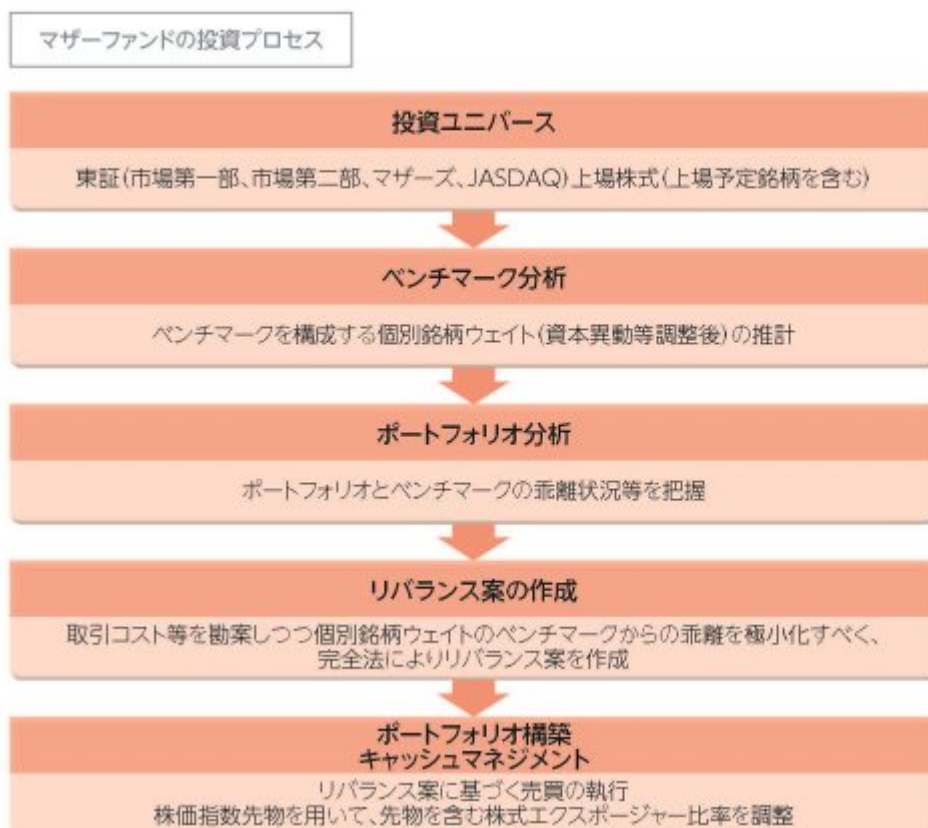 マザーファンドの投資プロセス
投資ユニバース
東証(市場第一部、市場第二部、マザーズ、JASDAQ)上場株式(上場予定銘柄を含む)
ベンチマーク分析
ベンチマークを構成する個別銘柄ウェイト(資本異動等調整後)の推計
ポートフォリオ分析
ポートフォリオとベンチマークの乖離状況等を把握
リバランス案の作成
取引コスト等を勘案しつつ個別銘柄ウェイトのベンチマークからの乖離を極小化すべく、
完全法によりリバランス案を作成
ポートフォリオ構築
キャッシュマネジメント
リバランス案に基づく売買の執行
株価指数先物を用いて、先物を含む株式エクスポージャー比率を調整